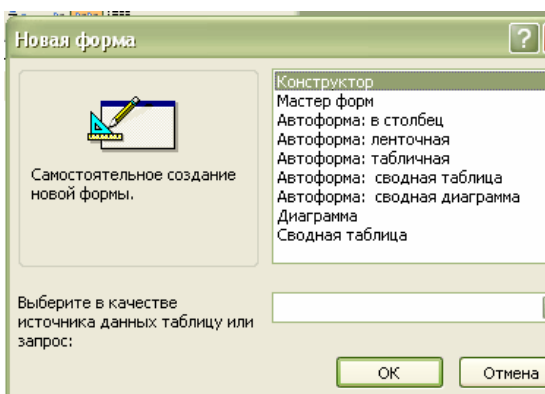 Новая форма
?
Конструктор
Мастер форм
Автоформа: в столбец
Автоформа: ленточная
Автоформа: табличная
Автоформа: сводная таблица
Автоформа: сводная диаграмма
Диаграмма
Сводная таблица
Самостоятельное создание
новой формы.
Выберите в качестве
источника данных таблицу или
запрос:
ОК
Отмена